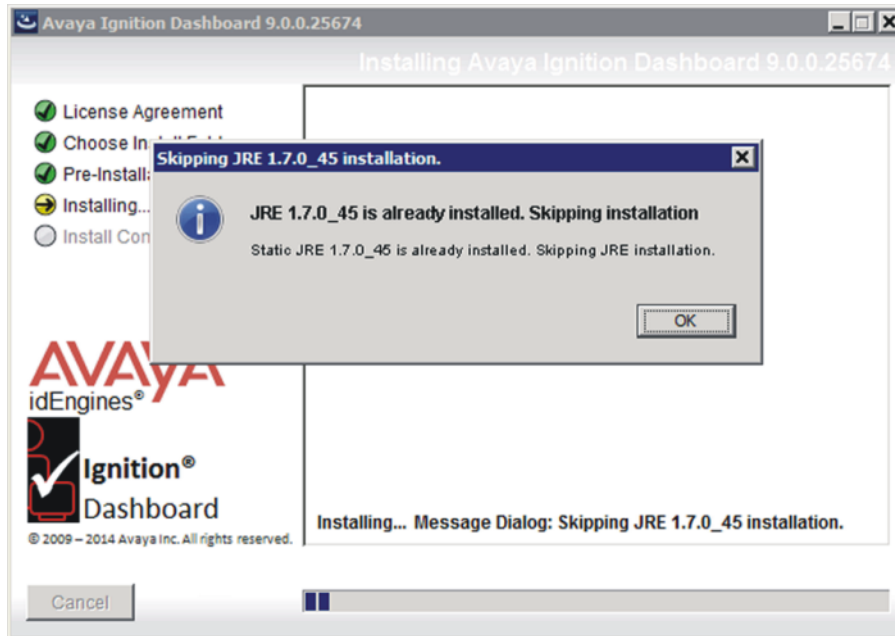 Avaya Ignition Dashboard 9.0.0.25674
Installing Avaya Ignition Dashboard 9.0.0.25674
License Agreement
Choose In
Pre-Install
Installing...
Install Con
Skipping JRE 1.7.0_45 installation.
JRE 1.7.0_45 is already installed. Skipping installation
Static JRE 1.7.0_45 is already installed. Skipping JRE installation.
OK
AVAYA
idEngines®
Ignition®
Dashboard
© 2009 – 2014 Avaya Inc. All rights reserved.
Installing... Message Dialog: Skipping JRE 1.7.0_45 installation.
Cancel